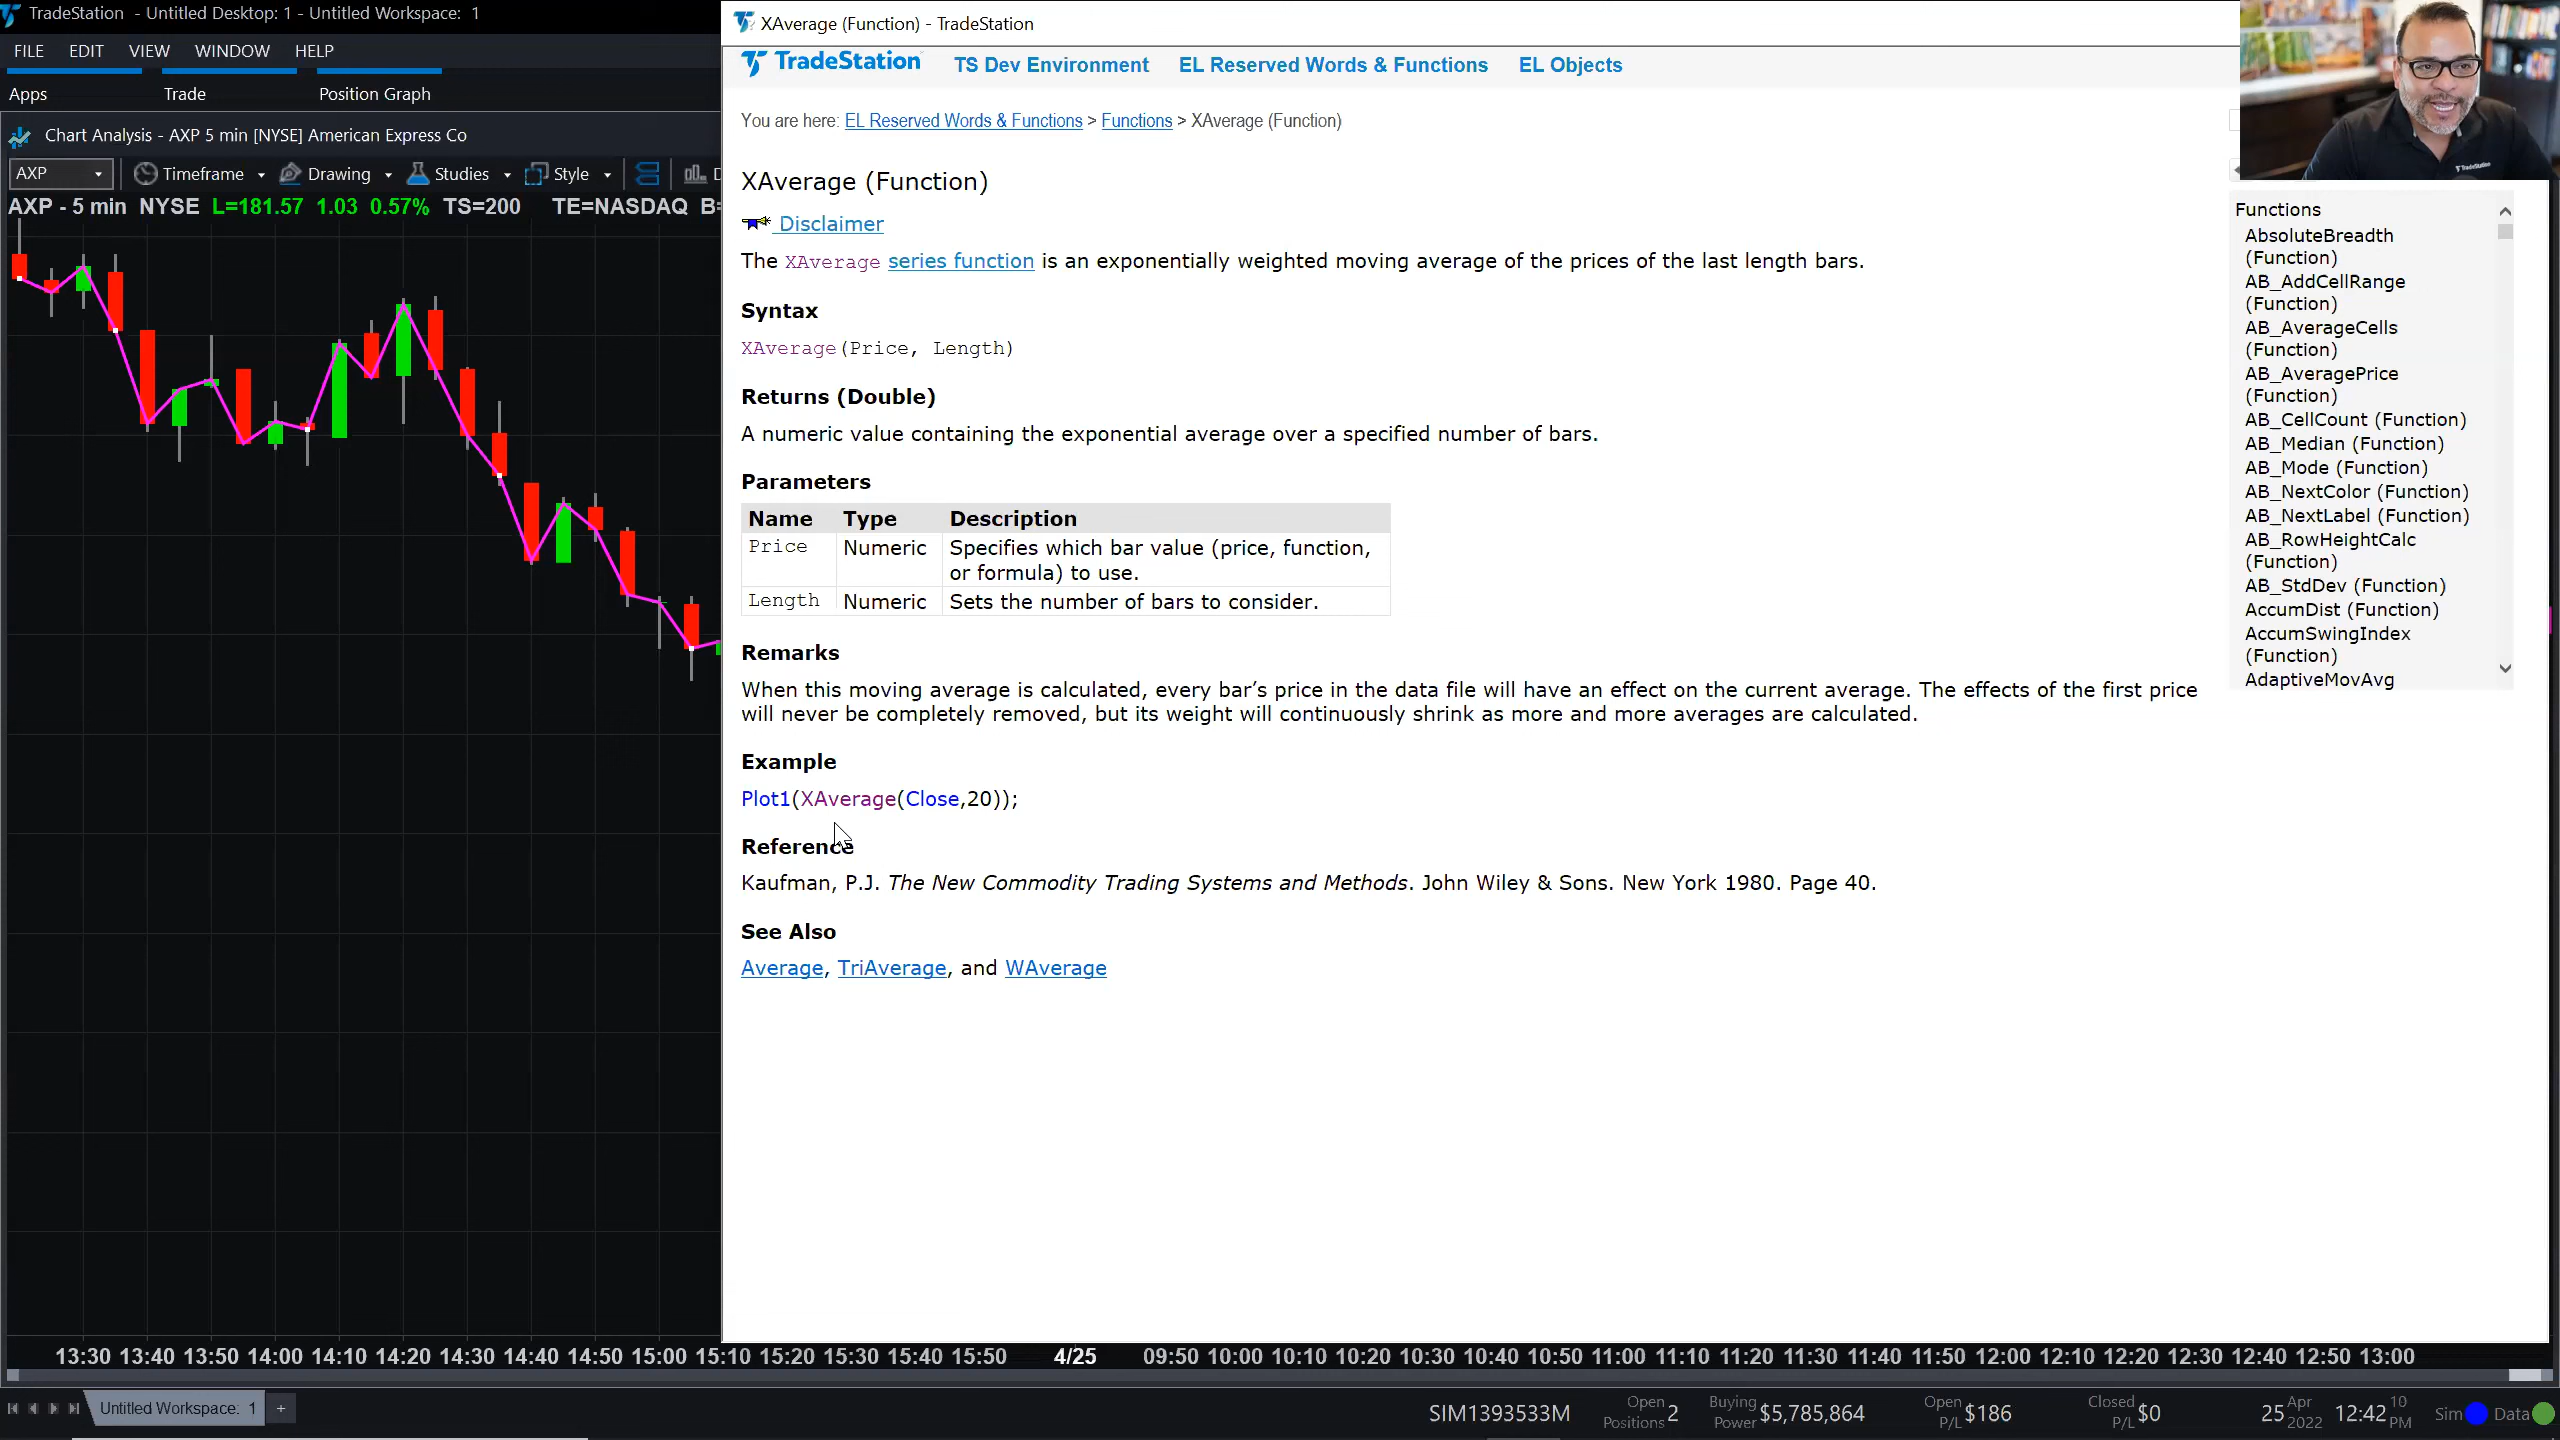 TradeStation - Untitled Desktop: 1 - Untitled Workspace: 1
FILE EDIT VIEW WINDOW HELP
Apps Trade Position Graph
Chart Analysis - AXP 5 min [NYSE] American Express Co
AXP Timeframe Drawing Studies Style
AXP - 5 min NYSE L=181.57 1.03 0.57% TS=200 TE=NASDAQ B=
XAverage (Function) - TradeStation
TradeStation TS Dev Environment EL Reserved Words & Functions EL Objects
You are here: EL Reserved Words & Functions > Functions > XAverage (Function)
XAverage (Function)
Disclaimer
The XAverage series function is an exponentially weighted moving average of the prices of the last length bars.
Syntax
XAverage(Price, Length)
Returns (Double)
A numeric value containing the exponential average over a specified number of bars.
Parameters
Name Type Description
Price Numeric Specifies which bar value (price, function,
or formula) to use.
Length Numeric Sets the number of bars to consider.
Remarks
When this moving average is calculated, every bar's price in the data file will have an effect on the current average. The effects of the first price
will never be completely removed, but its weight will continuously shrink as more and more averages are calculated.
Example
Plot1(XAverage(Close,20));
Reference
Kaufman, P.J. The New Commodity Trading Systems and Methods. John Wiley & Sons. New York 1980. Page 40.
See Also
Average, TriAverage, and WAverage
TradeStation
Functions
AbsoluteBreadth
(Function)
AB_AddCellRange
(Function)
AB_AverageCells
(Function)
AB_AveragePrice
(Function)
AB_CellCount (Function)
AB_Median (Function)
AB_Mode (Function)
AB_NextColor (Function)
AB_NextLabel (Function)
AB_RowHeightCalc
(Function)
AB_StdDev (Function)
AccumDist (Function)
AccumSwingIndex
(Function)
AdaptiveMovAvg
13:30 13:40 13:50 14:00 14:10 14:20 14:30 14:40 14:50 15:00 15:10 15:20 15:30 15:40 15:50 4/25 09:50 10:00 10:10 10:20 10:30 10:40 10:50 11:00 11:10 11:20 11:30 11:40 11:50 12:00 12:10 12:20 12:30 12:40 12:50 13:00
Untitled Workspace: 1 +
SIM1393533M Open Positions 2 Buying Power $5,785,864 Open P/L $186 Closed P/L $0 25 Apr 2022 12:42 10 PM Sim Data